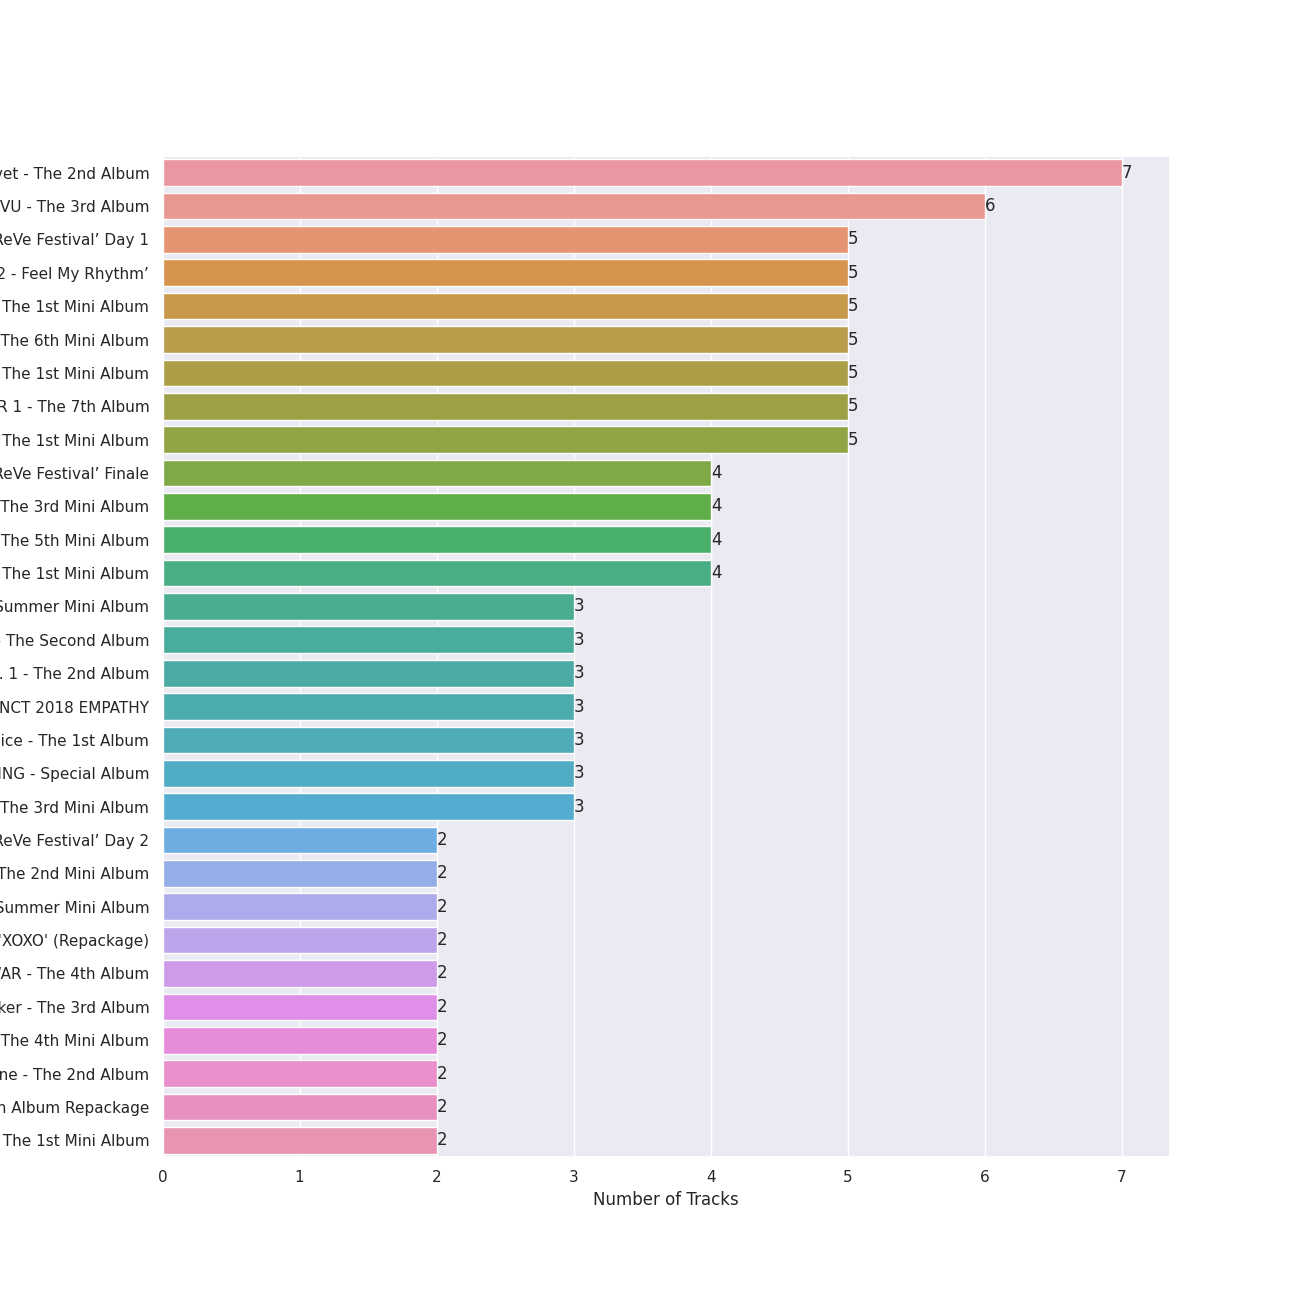 vet - The 2nd Album 7
VU - The 3rd Album 6
ReVe Festival’ Day 1 5
2 - Feel My Rhythm’ 5
The 1st Mini Album 5
The 6th Mini Album 5
The 1st Mini Album 5
R 1 - The 7th Album 5
The 1st Mini Album 5
ReVe Festival’ Finale 4
The 3rd Mini Album 4
The 5th Mini Album 4
The 1st Mini Album 4
Summer Mini Album 3
- The Second Album 3
. 1 - The 2nd Album 3
NCT 2018 EMPATHY 3
ice - The 1st Album 3
ING - Special Album 3
The 3rd Mini Album 3
ReVe Festival’ Day 2 2
The 2nd Mini Album 2
Summer Mini Album 2
'XOXO' (Repackage) 2
AR - The 4th Album 2
ker - The 3rd Album 2
The 4th Mini Album 2
ne - The 2nd Album 2
h Album Repackage 2
The 1st Mini Album 2
0 1 2 3 4 5 6 7
Number of Tracks